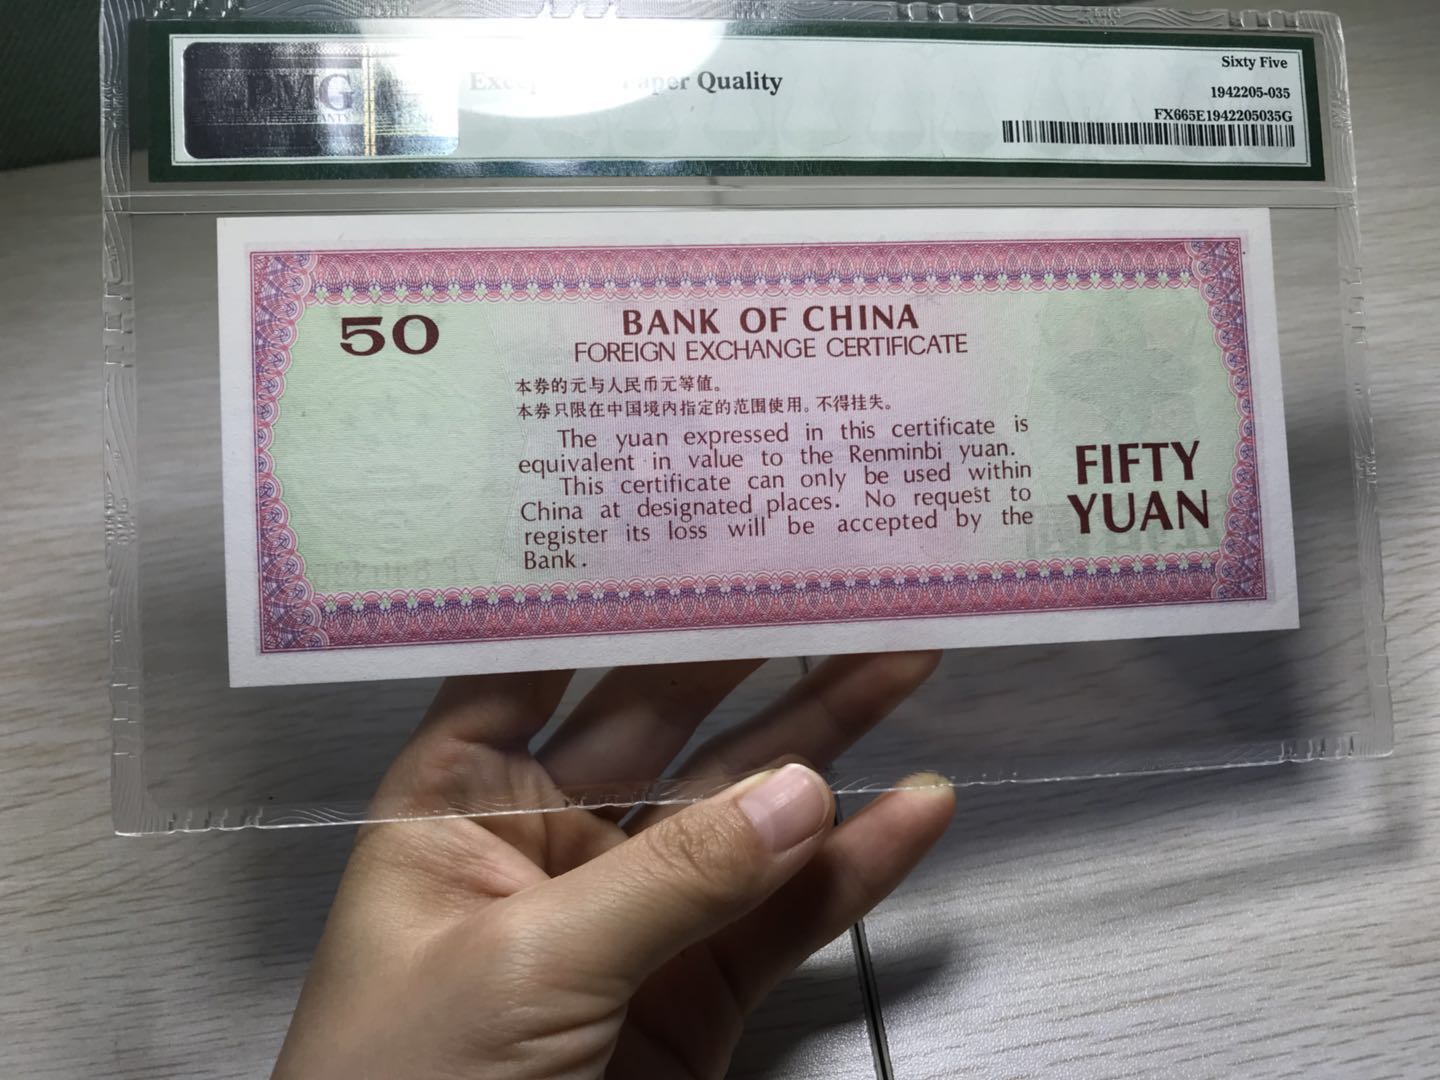 PMG
Paper Quality
Sixty Five
1942205-035
FX665E1942205035G
50
BANK OF CHINA
FOREIGN EXCHANGE CERTIFICATE
本券的元与人民币元等值。
本券只限在中国境内指定的范围使用。不得挂失。
The yuan expressed in this certificate is
equivalent in value to the Renminbi yuan.
This certificate can only be used within
China at designated places. No request to
register its loss will be accepted by the
Bank.
FIFTY
YUAN